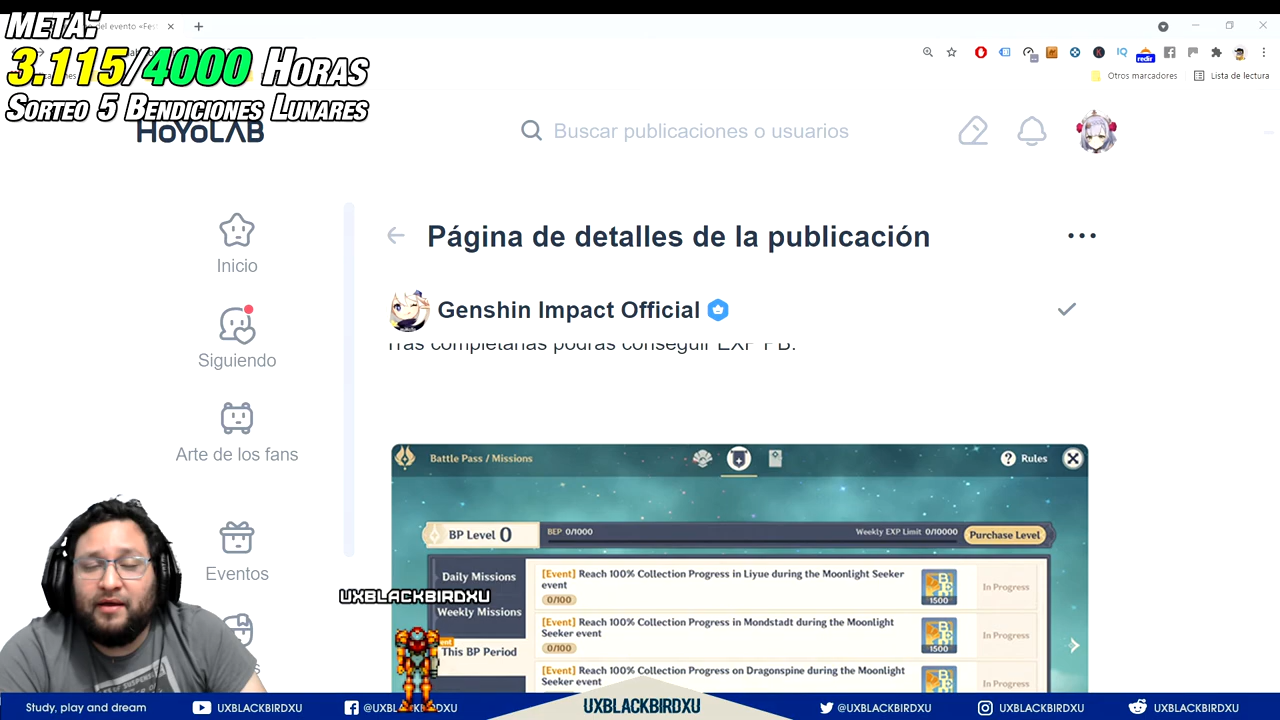 META:
3.115/4000 HORAS
SORTEO 5 BENDICIONES LUNARES
del evento «Fes
Otros marcadores
Lista de lectura
IQ
redir
HOYOLAB
Buscar publicaciones o usuarios
Inicio
Siguiendo
Arte de los fans
Eventos
Página de detalles de la publicación
Genshin Impact Official
Tras completarlas podrás conseguir EXP PB.
Battle Pass / Missions
Rules
BP Level 0
BEP 0/1000
Weekly EXP Limit 0/10000
Purchase Level
Daily Missions
Weekly Missions
This BP Period
[Event] Reach 100% Collection Progress in Liyue during the Moonlight Seeker
event
0/100
1500
In Progress
[Event] Reach 100% Collection Progress in Mondstadt during the Moonlight
Seeker event
0/100
1500
In Progress
[Event] Reach 100% Collection Progress on Dragonspine during the Moonlight
Seeker event
In Progress
UXBLACKBIRDXU
Study, play and dream
UXBLACKBIRDXU
@UXBLACKBIRDXU
UXBLACKBIRDXU
@UXBLACKBIRDXU
UXBLACKBIRDXU
UXBLACKBIRDXU